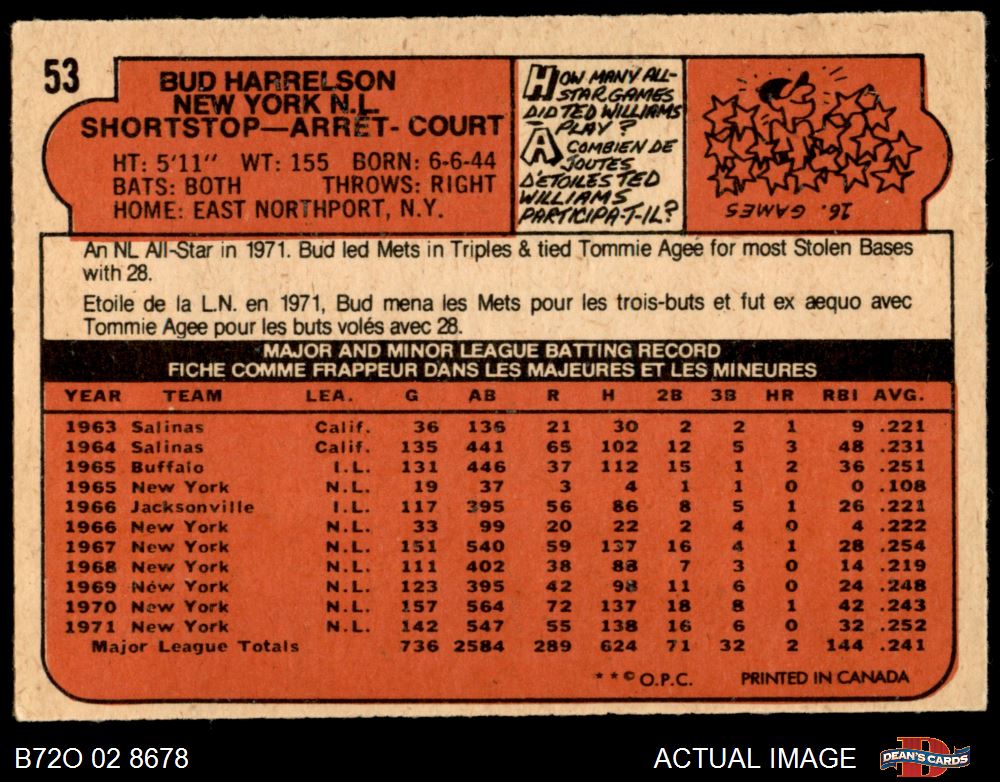 53
BUD HARRELSON
NEW YORK N.L.
SHORTSTOP—ARRET- COURT
HT: 5'11" WT: 155 BORN: 6-6-44
BATS: BOTH THROWS: RIGHT
HOME: EAST NORTHPORT, N.Y.
HOW MANY ALL-
STAR GAMES
DID TED WILLIAMS
PLAY?
A COMBIEN DE
JOUTES
D'ETOILES TED
WILLIAMS
PARTICIPA-T-IL?
16. GAMES
An NL All-Star in 1971. Bud led Mets in Triples & tied Tommie Agee for most Stolen Bases
with 28.
Etoile de la L.N. en 1971, Bud mena les Mets pour les trois-buts et fut ex aequo avec
Tommie Agee pour les buts volés avec 28.
MAJOR AND MINOR LEAGUE BATTING RECORD
FICHE COMME FRAPPEUR DANS LES MAJEURES ET LES MINEURES
YEAR TEAM LEA. G AB R H 2B 3B HR RBI AVG.
1963 Salinas Calif. 36 136 21 30 2 2 1 9 .221
1964 Salinas Calif. 135 441 65 102 12 5 3 48 .231
1965 Buffalo I.L. 131 446 37 112 15 1 2 36 .251
1965 New York N.L. 19 37 3 4 1 1 0 0 .108
1966 Jacksonville I.L. 117 395 56 86 8 5 1 26 .221
1966 New York N.L. 33 99 20 22 2 4 0 4 .222
1967 New York N.L. 151 540 59 137 16 4 1 28 .254
1968 New York N.L. 111 402 38 88 7 3 0 14 .219
1969 New York N.L. 123 395 42 98 11 6 0 24 .248
1970 New York N.L. 157 564 72 137 18 8 1 42 .243
1971 New York N.L. 142 547 55 138 16 6 0 32 .252
Major League Totals 736 2584 289 624 71 32 2 144 .241
**© O.P.C. PRINTED IN CANADA
B72O 02 8678 ACTUAL IMAGE DEAN'S CARDS